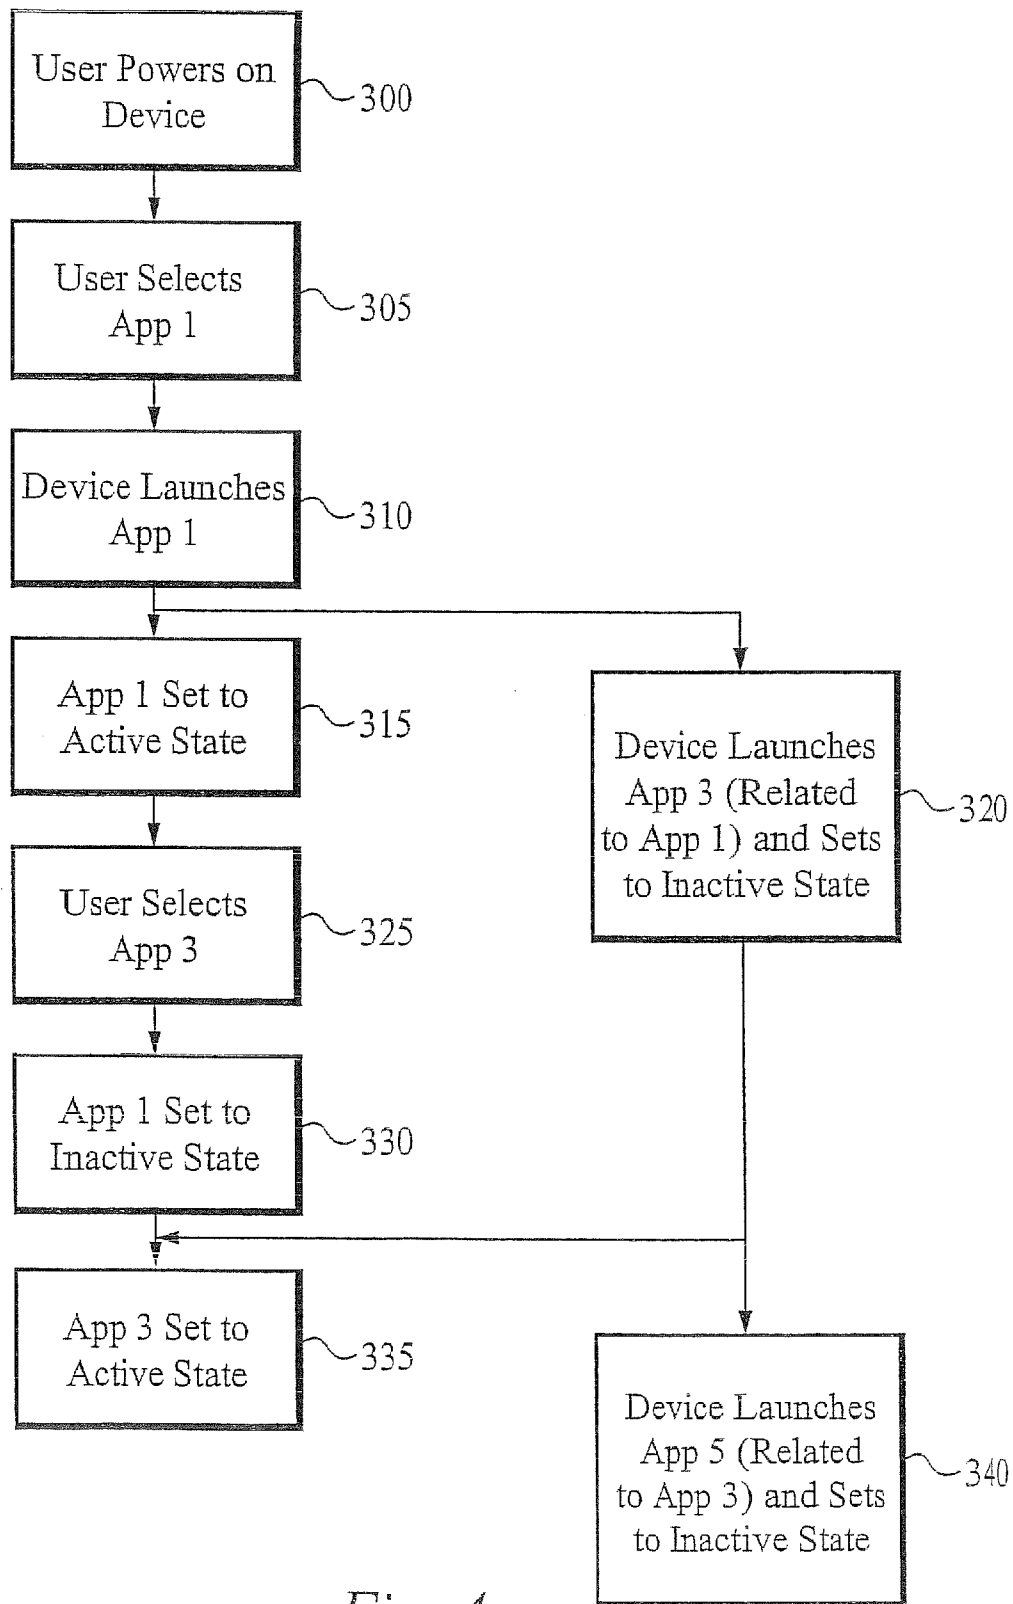 User Powers on
Device
300
User Selects
App 1
305
Device Launches
App 1
310
App 1 Set to
Active State
315
Device Launches
App 3 (Related
to App 1) and Sets
to Inactive State
320
User Selects
App 3
325
App 1 Set to
Inactive State
330
App 3 Set to
Active State
335
Device Launches
App 5 (Related
to App 3) and Sets
to Inactive State
340